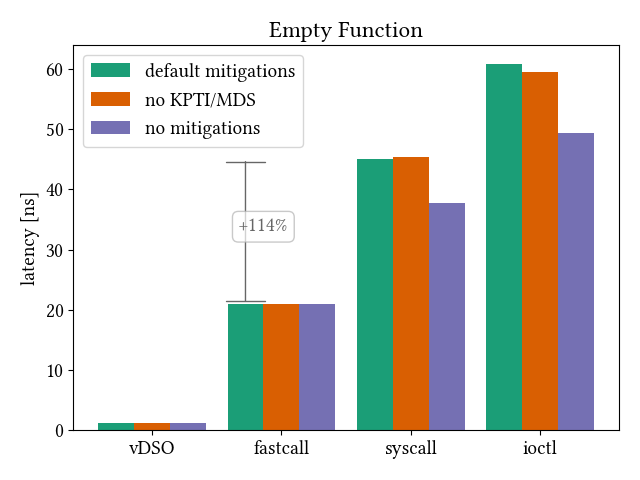 Empty Function
default mitigations
no KPTI/MDS
no mitigations
+114%
latency [ns]
60
50
40
30
20
10
0
vDSO
fastcall
syscall
ioctl